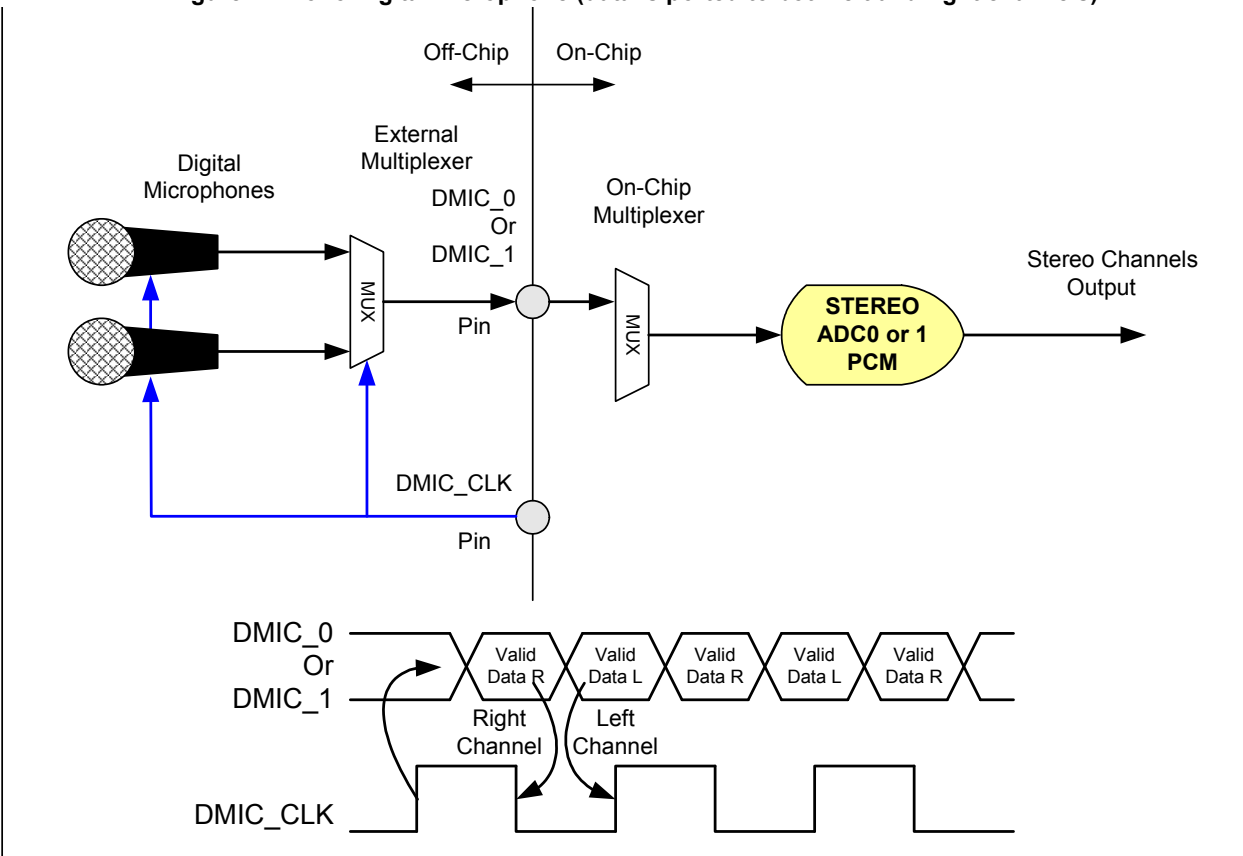 Off-Chip
On-Chip
External
Multiplexer
Digital
Microphones
DMIC_0
Or
DMIC_1
On-Chip
Multiplexer
Stereo Channels
Output
MUX
Pin
MUX
STEREO
ADC0 or 1
PCM
DMIC_CLK
Pin
DMIC_0
Or
DMIC_1
Valid
Data R
Valid
Data L
Valid
Data R
Valid
Data L
Valid
Data R
Right
Channel
Left
Channel
DMIC_CLK